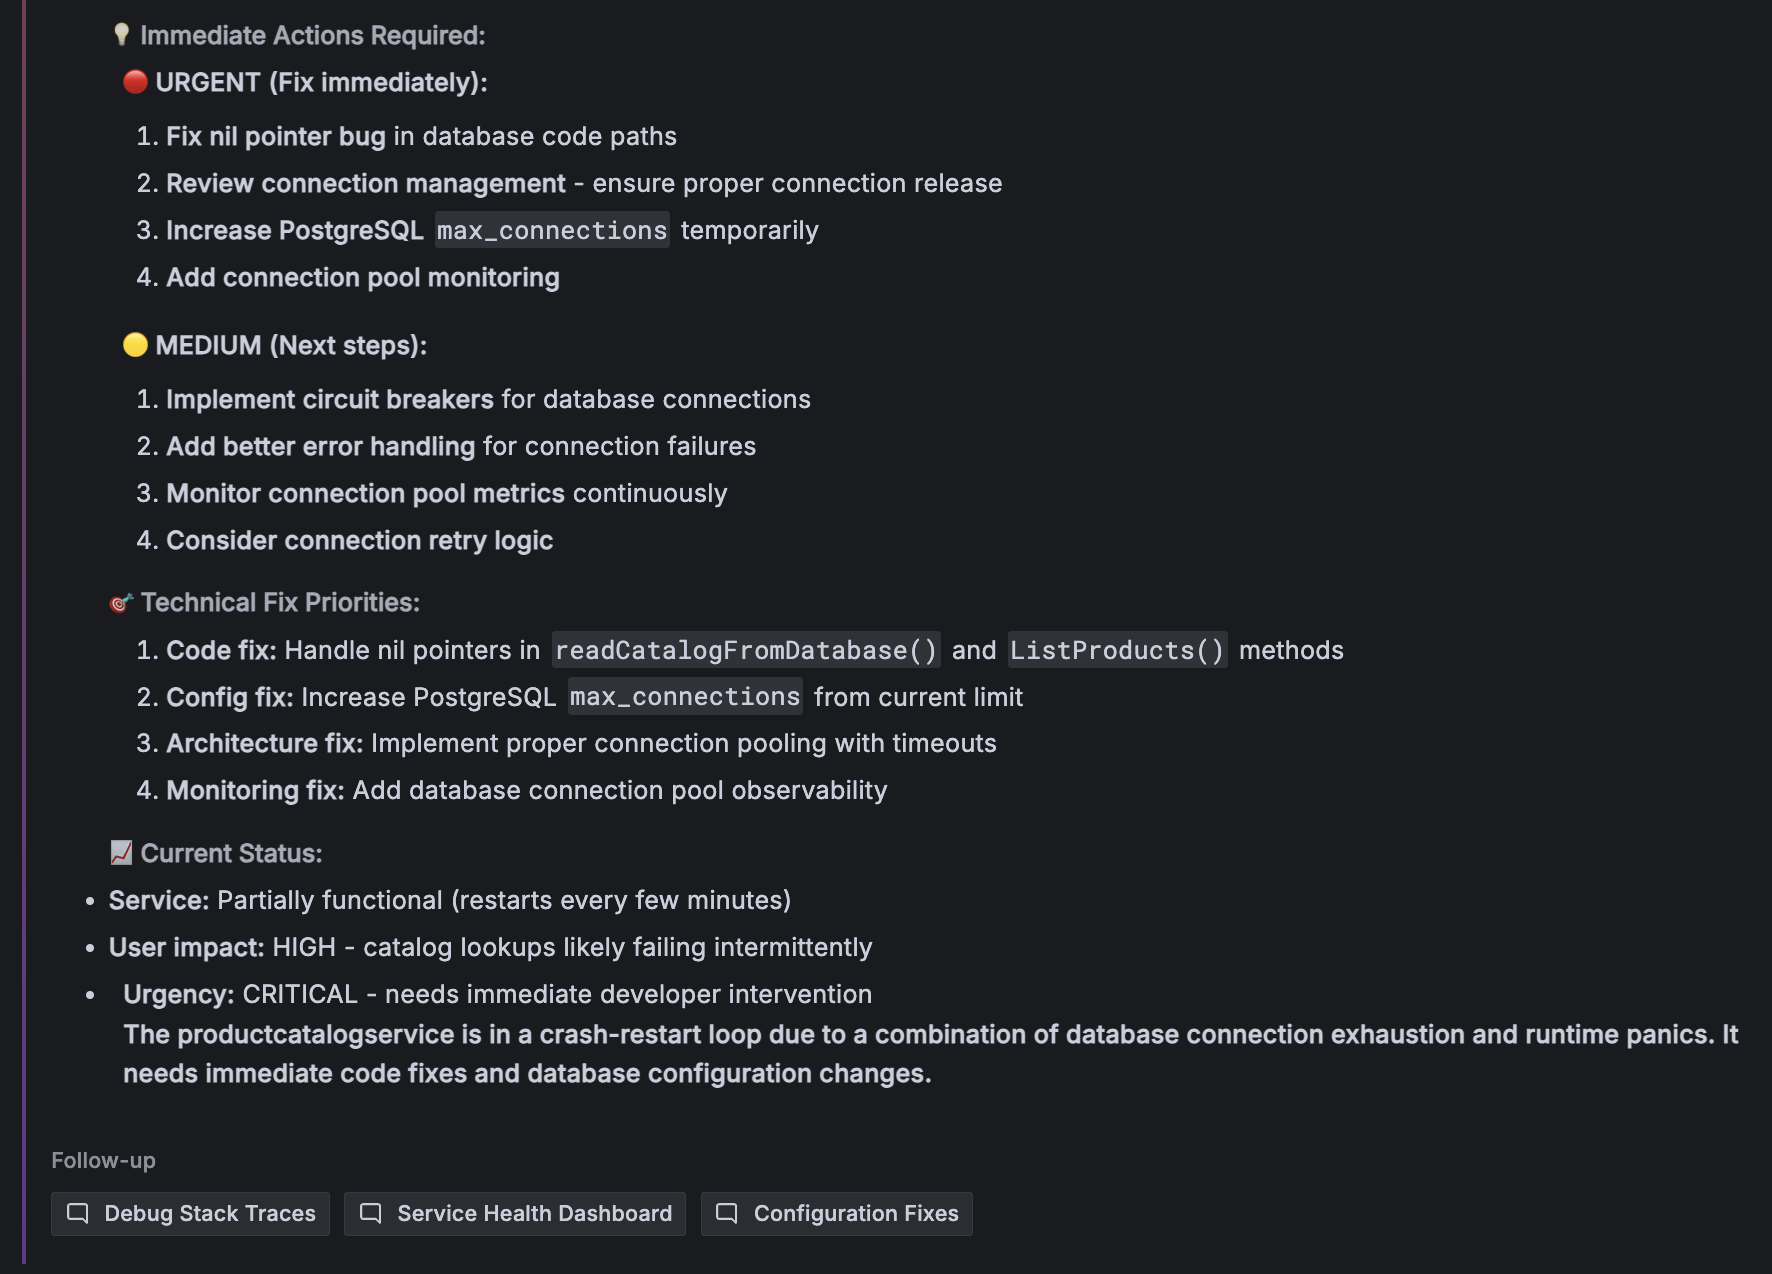 💡 Immediate Actions Required:
🔴 URGENT (Fix immediately):
1. Fix nil pointer bug in database code paths
2. Review connection management - ensure proper connection release
3. Increase PostgreSQL max_connections temporarily
4. Add connection pool monitoring
🟡 MEDIUM (Next steps):
1. Implement circuit breakers for database connections
2. Add better error handling for connection failures
3. Monitor connection pool metrics continuously
4. Consider connection retry logic
🎯 Technical Fix Priorities:
1. Code fix: Handle nil pointers in readCatalogFromDatabase() and ListProducts() methods
2. Config fix: Increase PostgreSQL max_connections from current limit
3. Architecture fix: Implement proper connection pooling with timeouts
4. Monitoring fix: Add database connection pool observability
📈 Current Status:
• Service: Partially functional (restarts every few minutes)
• User impact: HIGH - catalog lookups likely failing intermittently
• Urgency: CRITICAL - needs immediate developer intervention
The productcatalogservice is in a crash-restart loop due to a combination of database connection exhaustion and runtime panics. It
needs immediate code fixes and database configuration changes.
Follow-up
Debug Stack Traces
Service Health Dashboard
Configuration Fixes